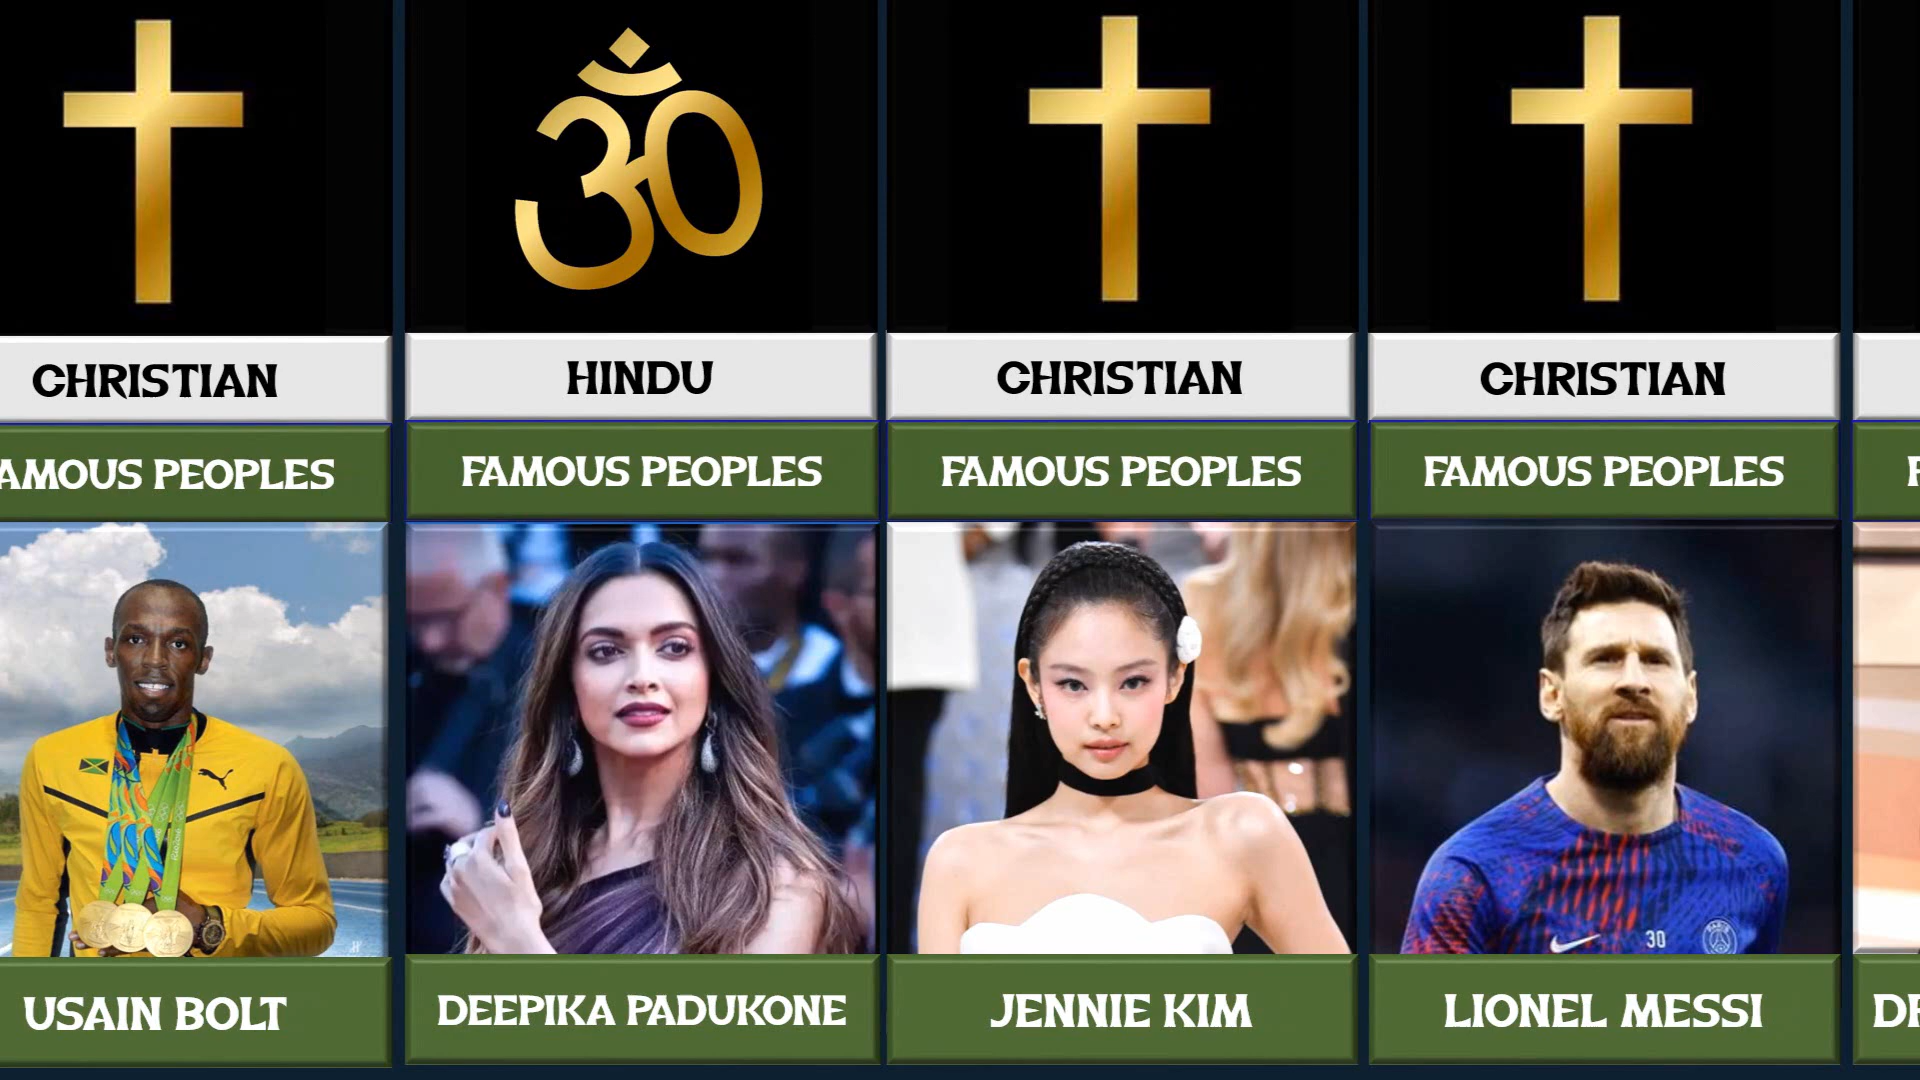 CHRISTIAN
HINDU
CHRISTIAN
CHRISTIAN
AMOUS PEOPLES
FAMOUS PEOPLES
FAMOUS PEOPLES
FAMOUS PEOPLES
F
30
USAIN BOLT
DEEPIKA PADUKONE
JENNIE KIM
LIONEL MESSI